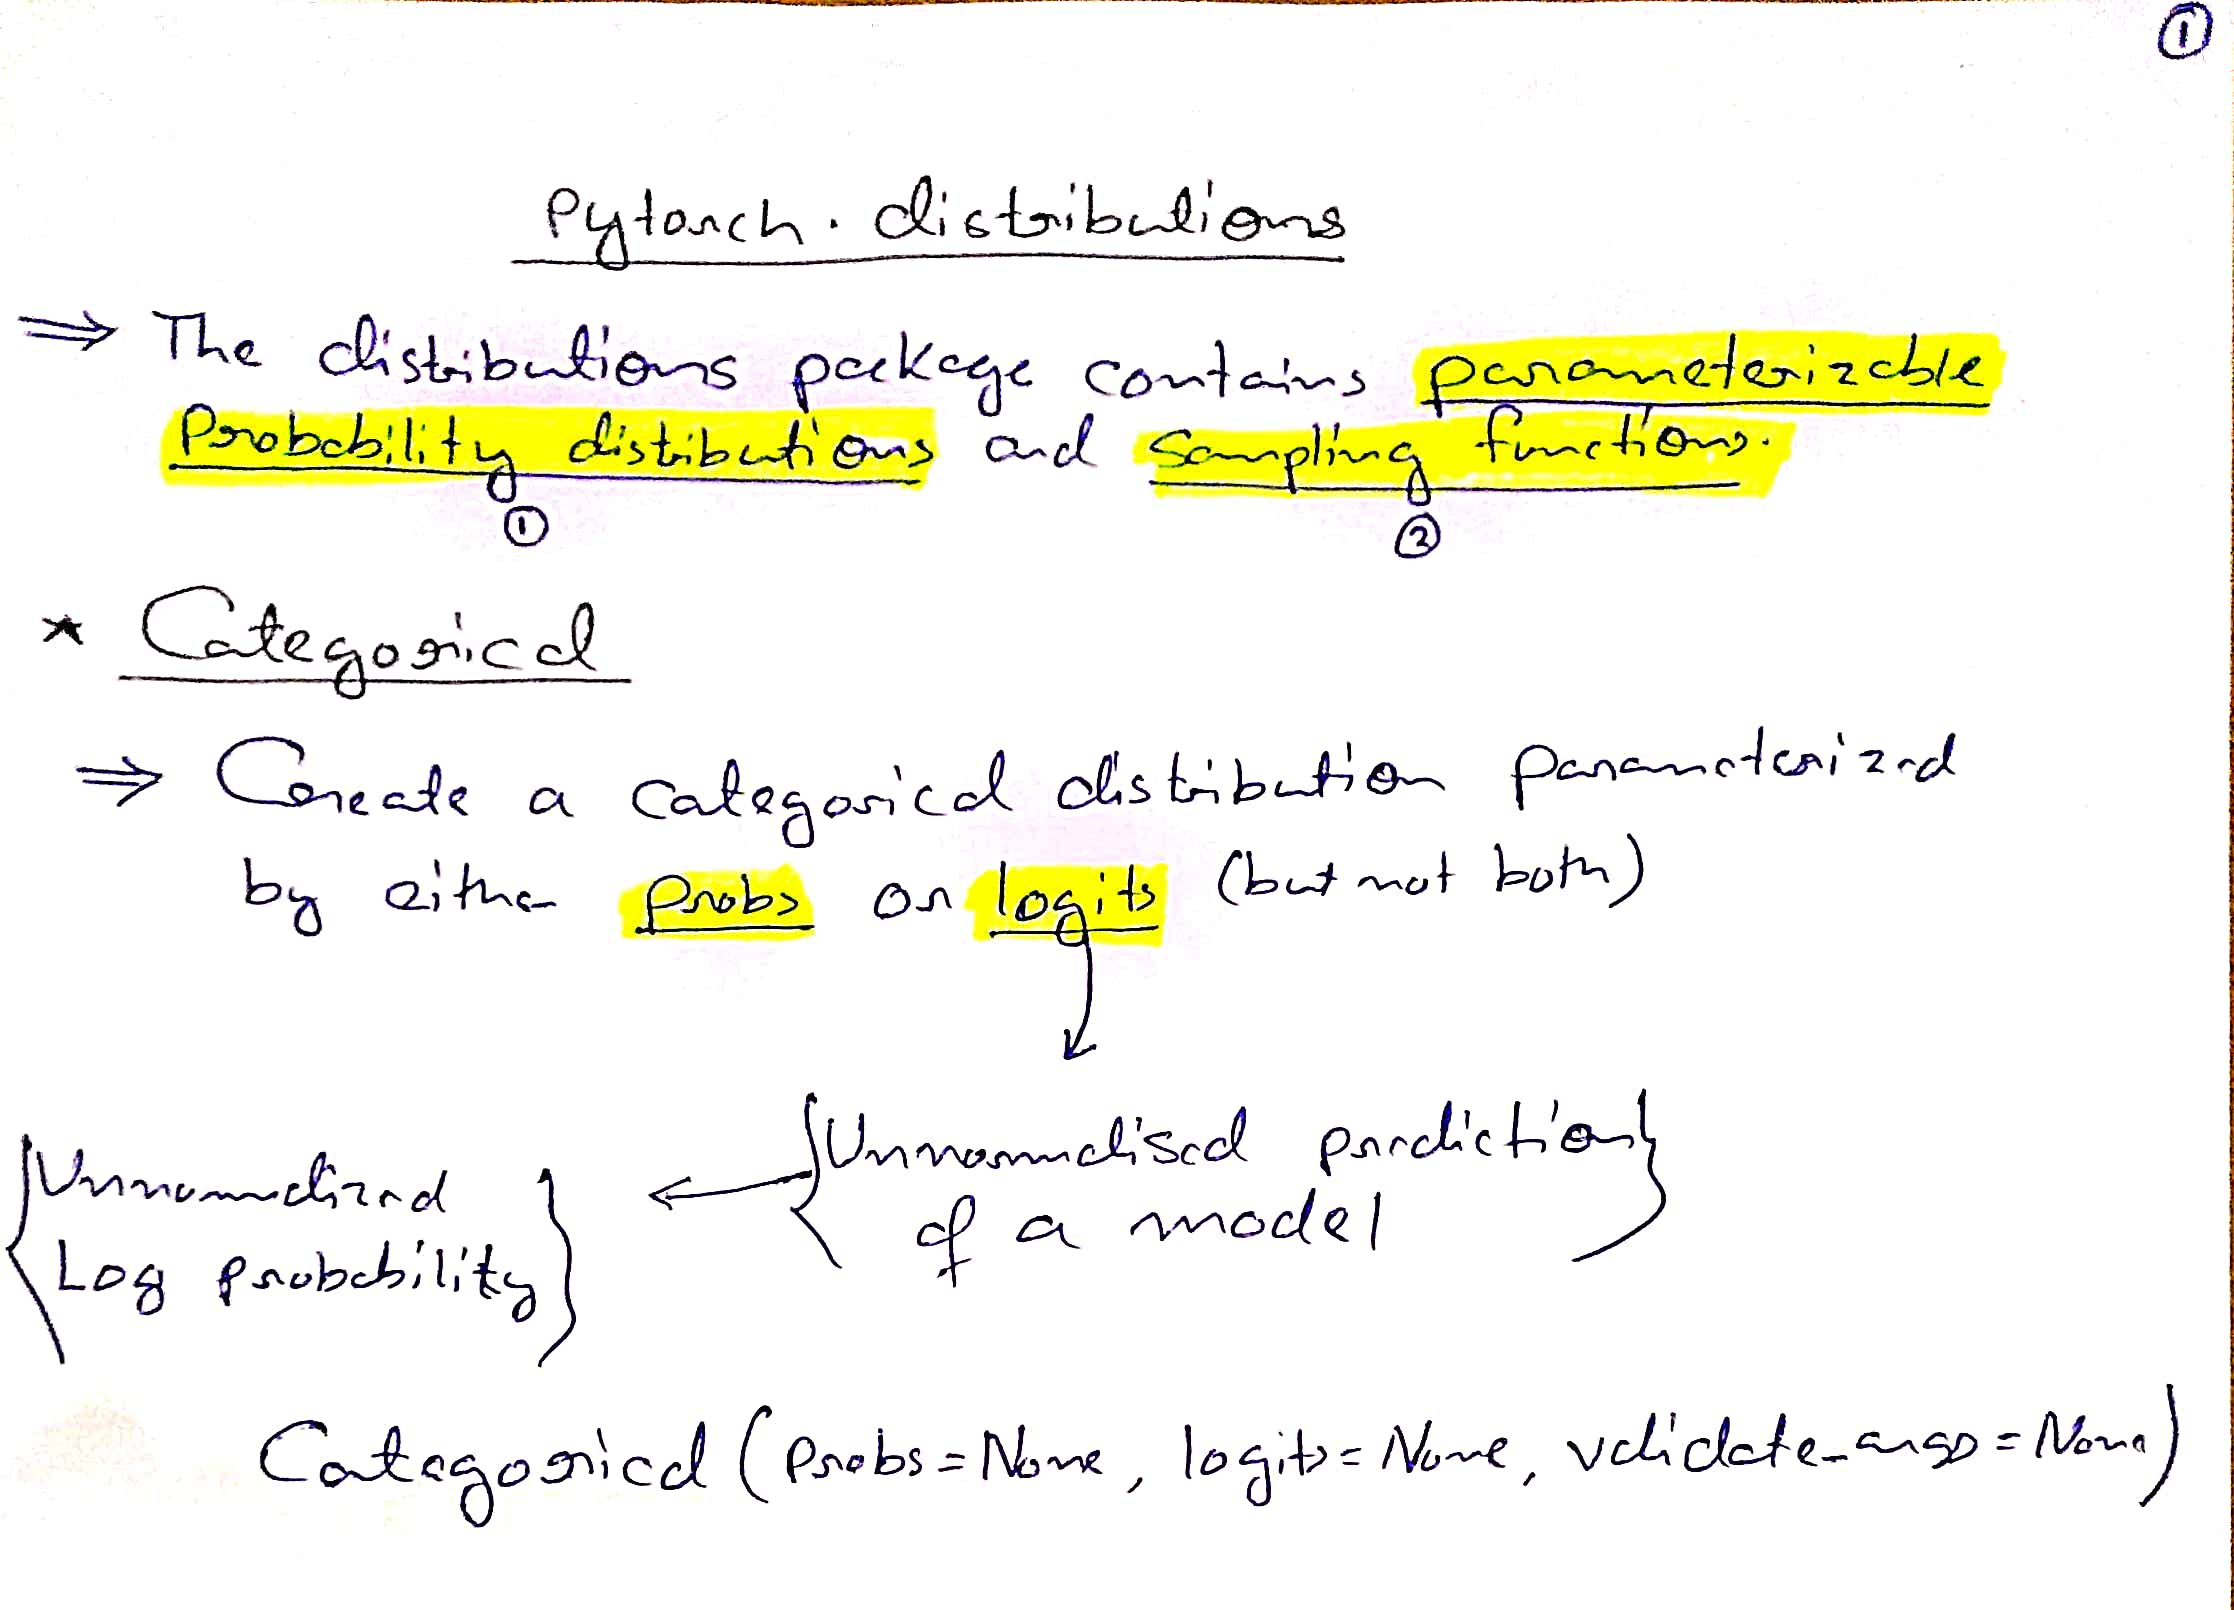 ①
Pytorch. distributions
⇒ The distributions package contains parameterizable
Probability distibutions and Sampling functions.
① ②
* Categorical
⇒ Create a categorical distribution parameterized
by either Probs or logits (but not both)
{Unnormalised prediction}
of a model
{Unnormalized
Log probability}
Categorical (Probs=None, logits=None, validate_args=None)